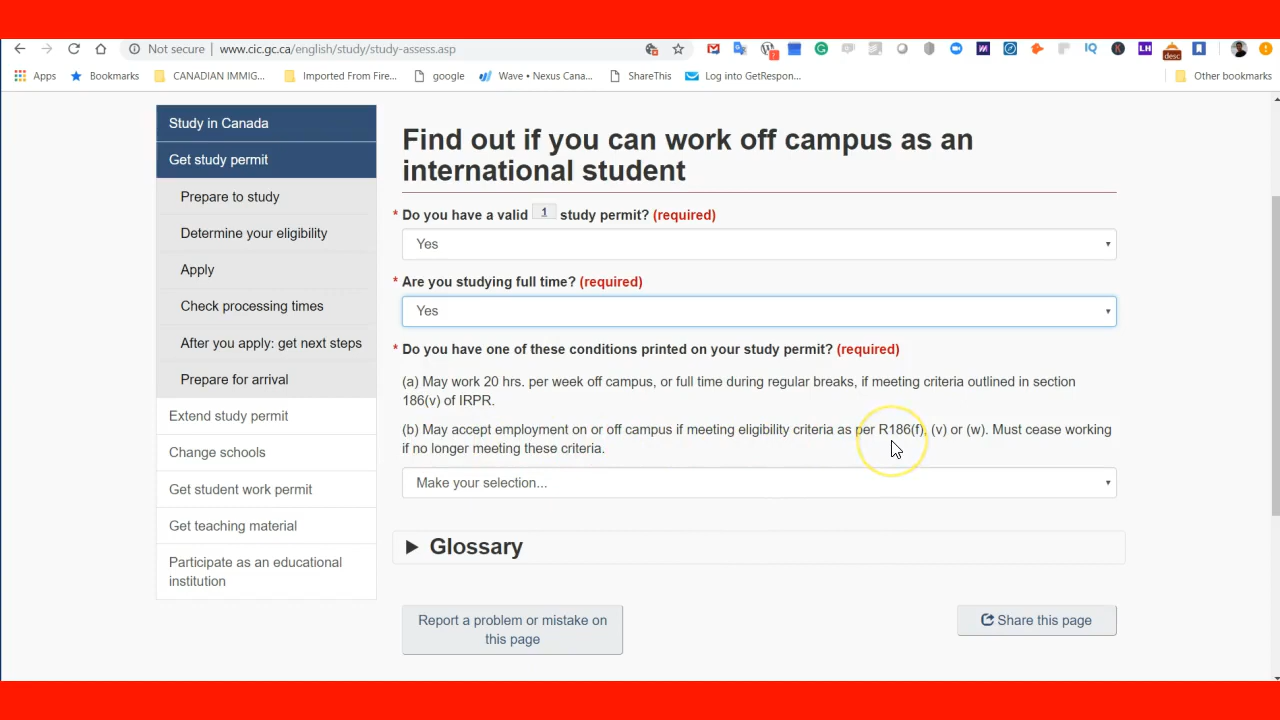 Not secure | www.cic.gc.ca/english/study/study-assess.asp
Apps Bookmarks CANADIAN IMMIG... Imported From Fire... google Wave • Nexus Cana... ShareThis Log into GetRespon... Other bookmarks
Study in Canada
Get study permit
Prepare to study
Determine your eligibility
Apply
Check processing times
After you apply: get next steps
Prepare for arrival
Extend study permit
Change schools
Get student work permit
Get teaching material
Participate as an educational
institution
Find out if you can work off campus as an
international student
* Do you have a valid 1 study permit? (required)
Yes
* Are you studying full time? (required)
Yes
* Do you have one of these conditions printed on your study permit? (required)
(a) May work 20 hrs. per week off campus, or full time during regular breaks, if meeting criteria outlined in section
186(v) of IRPR.
(b) May accept employment on or off campus if meeting eligibility criteria as per R186(f), (v) or (w). Must cease working
if no longer meeting these criteria.
Make your selection...
Glossary
Report a problem or mistake on
this page
Share this page